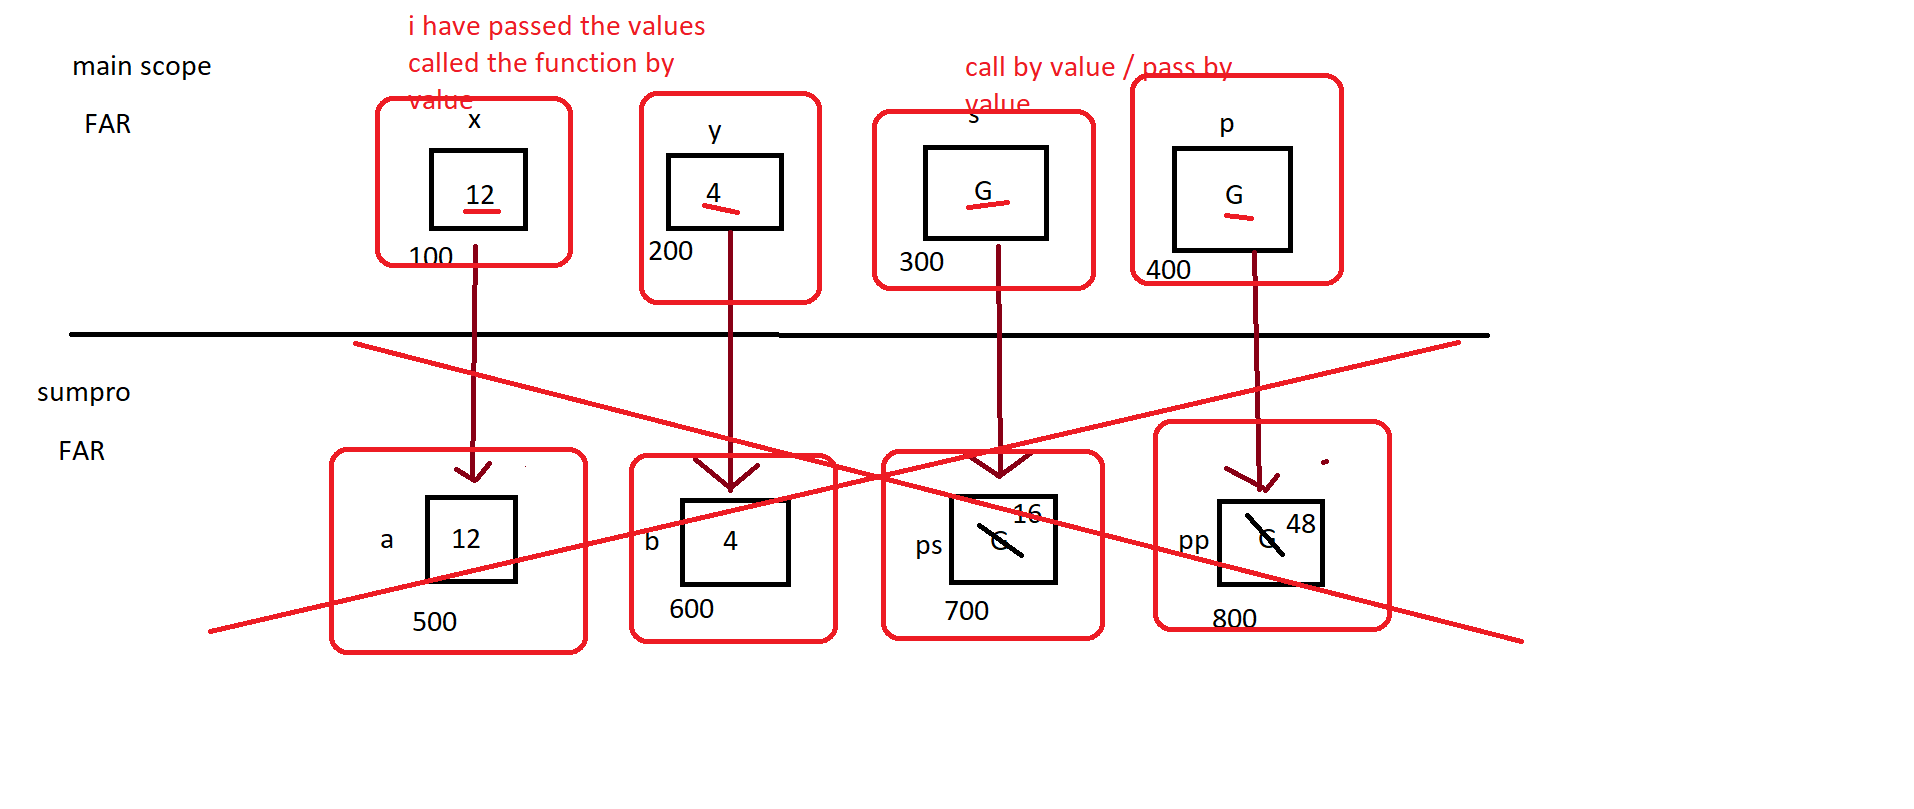 i have passed the values
called the function by
value
call by value / pass by
value
main scope
FAR
x
y
s
p
12
4
G
G
100
200
300
400
sumpro
FAR
a
12
b
4
ps
G
16
pp
G
48
500
600
700
800